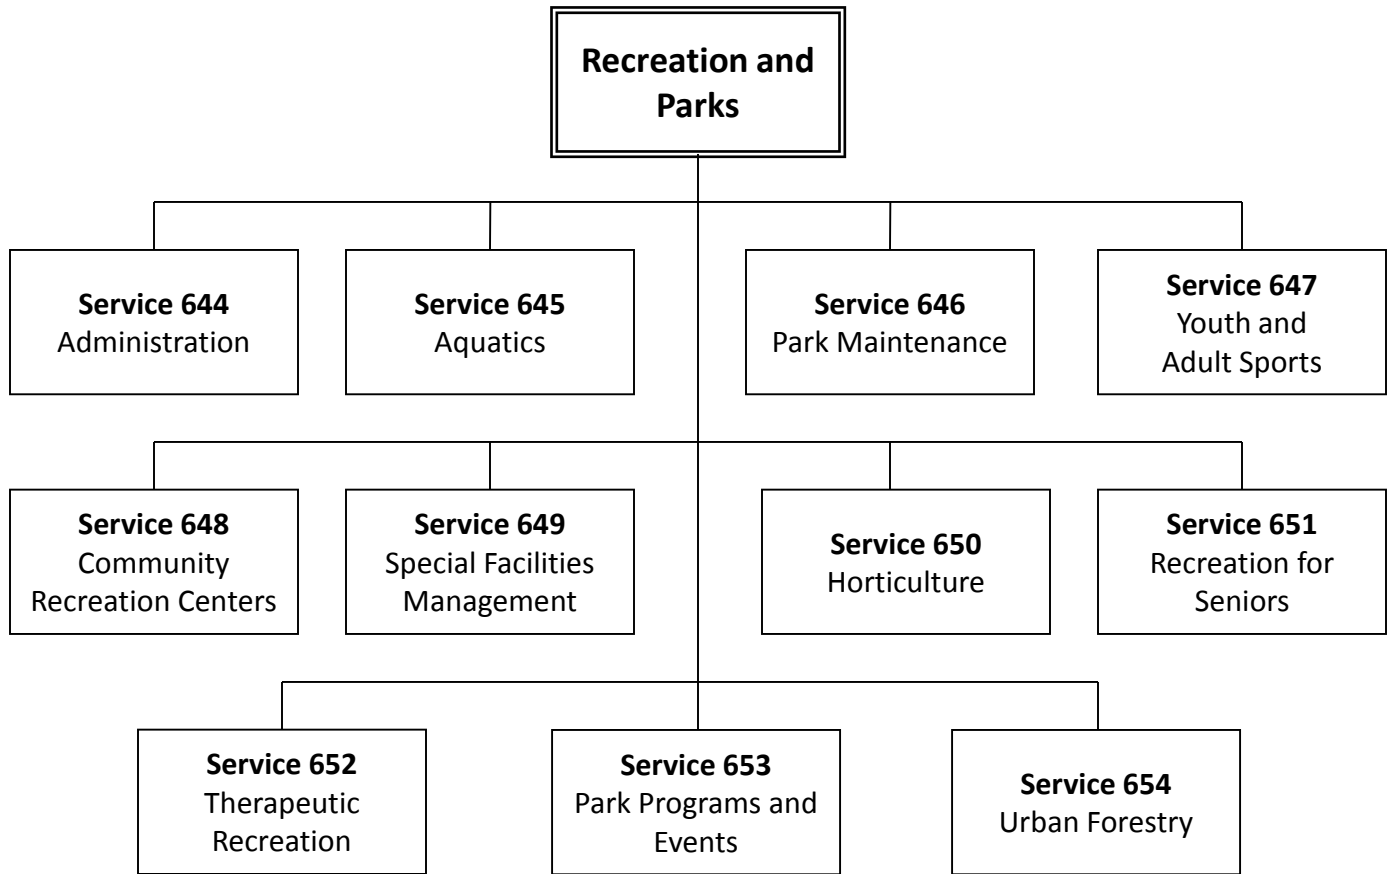 Recreation and
Parks
Service 644
Administration
Service 645
Aquatics
Service 646
Park Maintenance
Service 647
Youth and
Adult Sports
Service 648
Community
Recreation Centers
Service 649
Special Facilities
Management
Service 650
Horticulture
Service 651
Recreation for
Seniors
Service 652
Therapeutic
Recreation
Service 653
Park Programs and
Events
Service 654
Urban Forestry